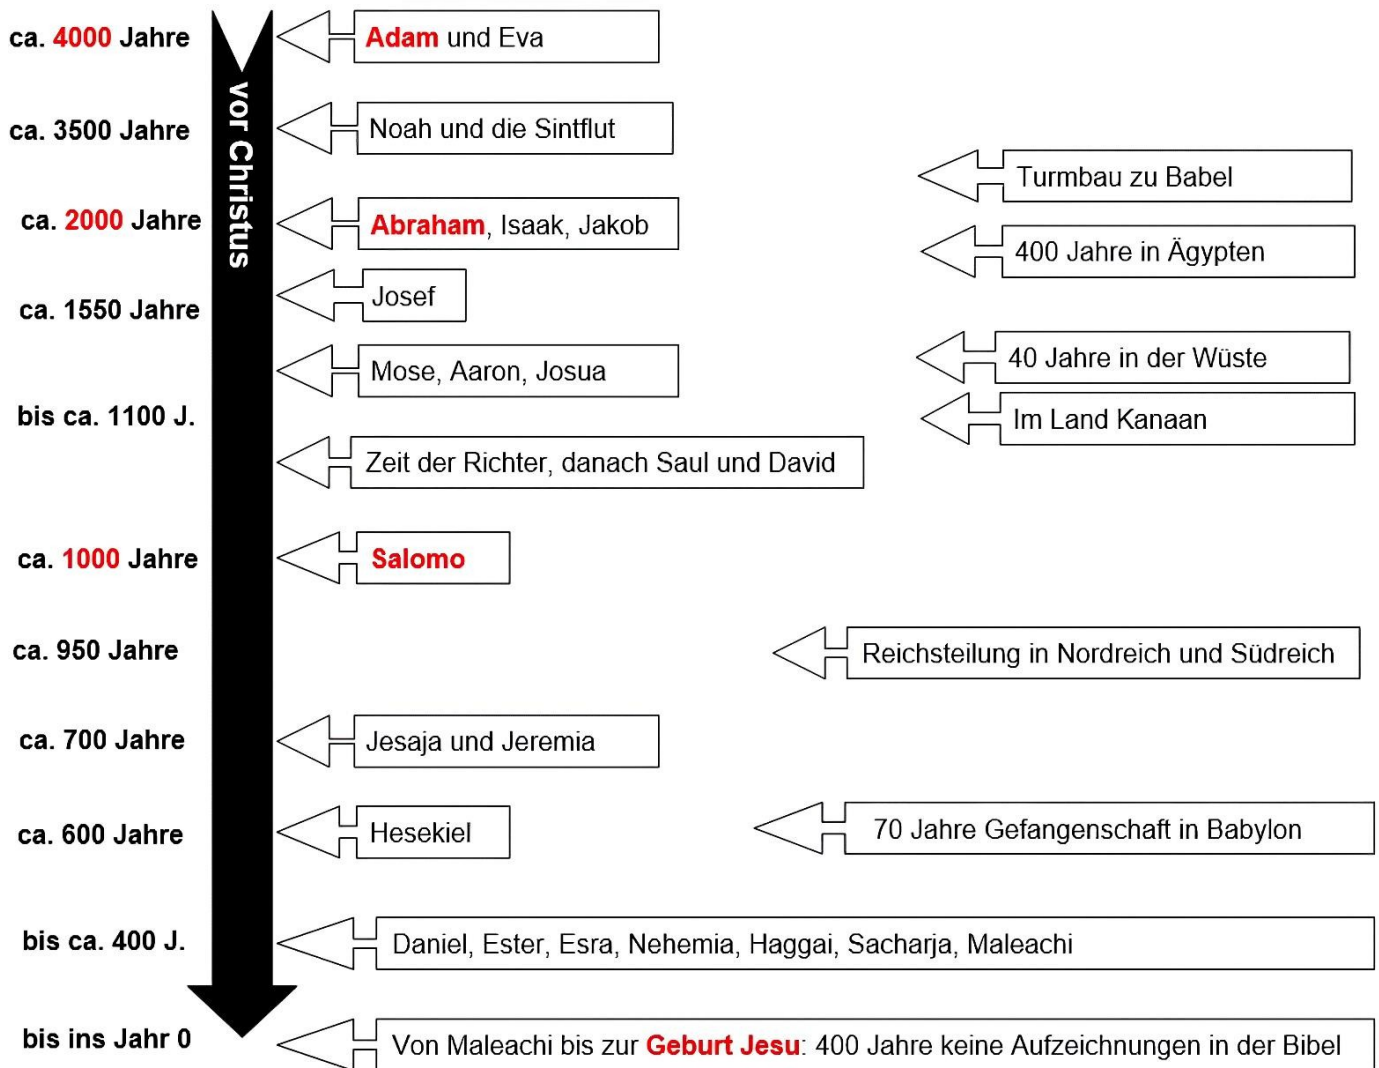 ca. 4000 Jahre
Adam und Eva
vor Christus
ca. 3500 Jahre
Noah und die Sintflut
Turmbau zu Babel
ca. 2000 Jahre
Abraham, Isaak, Jakob
400 Jahre in Ägypten
ca. 1550 Jahre
Josef
Mose, Aaron, Josua
40 Jahre in der Wüste
bis ca. 1100 J.
Im Land Kanaan
Zeit der Richter, danach Saul und David
ca. 1000 Jahre
Salomo
ca. 950 Jahre
Reichsteilung in Nordreich und Südreich
ca. 700 Jahre
Jesaja und Jeremia
ca. 600 Jahre
Hesekiel
70 Jahre Gefangenschaft in Babylon
bis ca. 400 J.
Daniel, Ester, Esra, Nehemia, Haggai, Sacharja, Maleachi
bis ins Jahr 0
Von Maleachi bis zur Geburt Jesu: 400 Jahre keine Aufzeichnungen in der Bibel